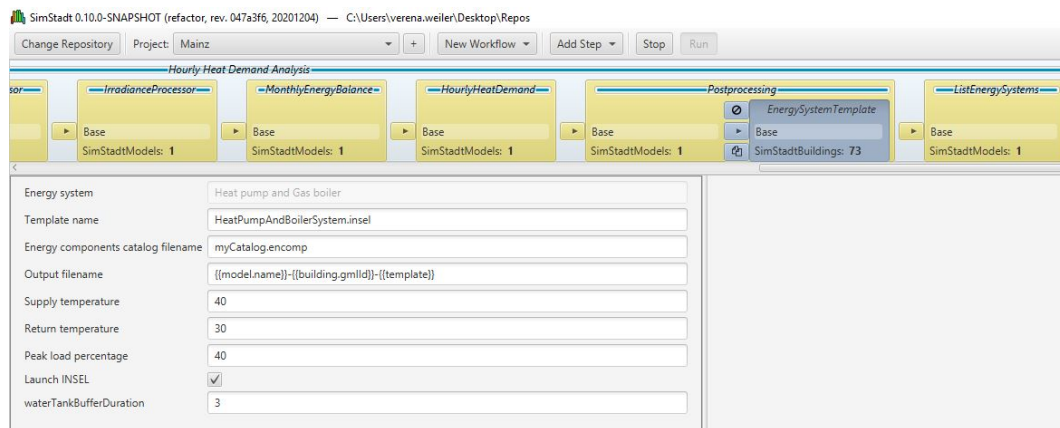 SimStadt 0.10.0-SNAPSHOT (refactor, rev. 047a3f6, 20201204) — C:\Users\verena.weiler\Desktop\Repos
Change Repository Project: Mainz + New Workflow Add Step Stop Run
Hourly Heat Demand Analysis
sor IrradianceProcessor MonthlyEnergyBalance HourlyHeatDemand Postprocessing ListEnergySystems
EnergySystemTemplate
Base Base Base Base Base Base
SimStadtModels: 1 SimStadtModels: 1 SimStadtModels: 1 SimStadtModels: 1 SimStadtBuildings: 73 SimStadtModels: 1
Energy system Heat pump and Gas boiler
Template name HeatPumpAndBoilerSystem.insel
Energy components catalog filename myCatalog.encomp
Output filename {{model.name}}-{{building.gmlId}}-{{template}}
Supply temperature 40
Return temperature 30
Peak load percentage 40
Launch INSEL
waterTankBufferDuration 3